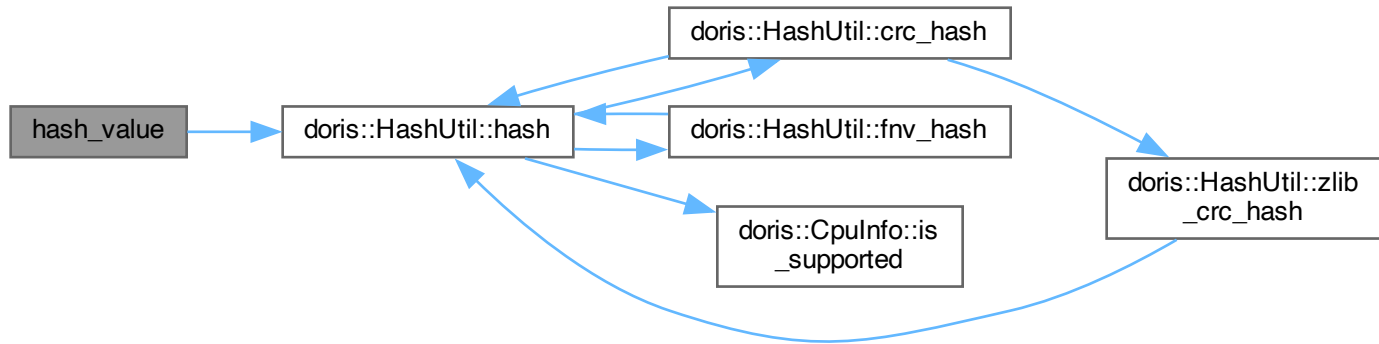 hash_value
doris::HashUtil::hash
doris::HashUtil::crc_hash
doris::HashUtil::fnv_hash
doris::CpuInfo::is
_supported
doris::HashUtil::zlib
_crc_hash